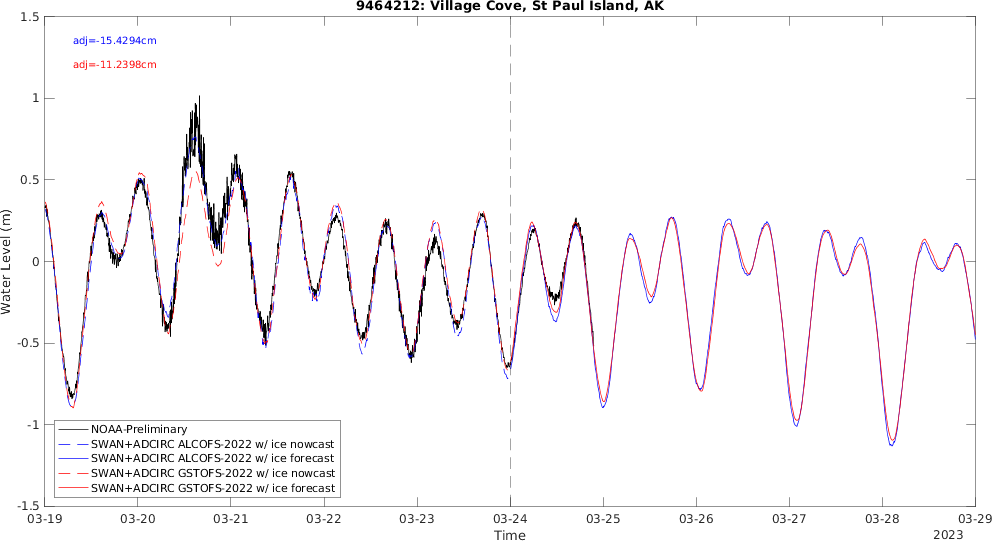 9464212: Village Cove, St Paul Island, AK
adj=-15.4294cm
adj=-11.2398cm
Water Level (m)
1.5
1
0.5
0
-0.5
-1
-1.5
NOAA-Preliminary
SWAN+ADCIRC ALCOFS-2022 w/ ice nowcast
SWAN+ADCIRC ALCOFS-2022 w/ ice forecast
SWAN+ADCIRC GSTOFS-2022 w/ ice nowcast
SWAN+ADCIRC GSTOFS-2022 w/ ice forecast
03-19 03-20 03-21 03-22 03-23 03-24 03-25 03-26 03-27 03-28 03-29
Time
2023